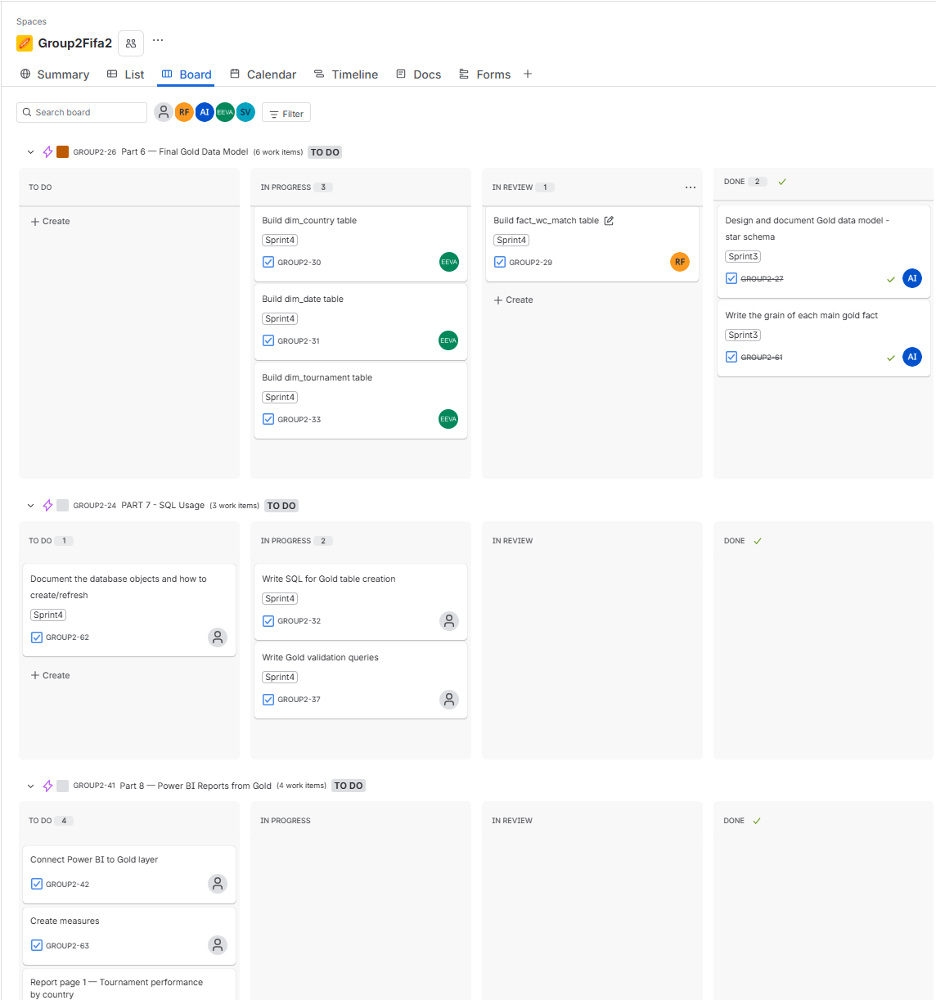 Spaces
Group2Fifa2
Summary List Board Calendar Timeline Docs Forms
Search board RF AI EEVA SV Filter
GROUP2-26 Part 6 — Final Gold Data Model (6 work items) TO DO
TO DO
Create
IN PROGRESS 3
Build dim_country table
Sprint4
GROUP2-30 EEVA
Build dim_date table
Sprint4
GROUP2-31 EEVA
Build dim_tournament table
Sprint4
GROUP2-33 EEVA
IN REVIEW 1
Build fact_wc_match table
Sprint4
GROUP2-29 RF
Create
DONE 2
Design and document Gold data model -
star schema
Sprint3
GROUP2-27 AI
Write the grain of each main gold fact
Sprint3
GROUP2-61 AI
GROUP2-24 PART 7 - SQL Usage (3 work items) TO DO
TO DO 1
Document the database objects and how to
create/refresh
Sprint4
GROUP2-62
Create
IN PROGRESS 2
Write SQL for Gold table creation
Sprint4
GROUP2-32
Write Gold validation queries
Sprint4
GROUP2-37
IN REVIEW
DONE
GROUP2-41 Part 8 — Power BI Reports from Gold (4 work items) TO DO
TO DO 4
Connect Power BI to Gold layer
GROUP2-42
Create measures
GROUP2-63
Report page 1 — Tournament performance
by country
IN PROGRESS
IN REVIEW
DONE